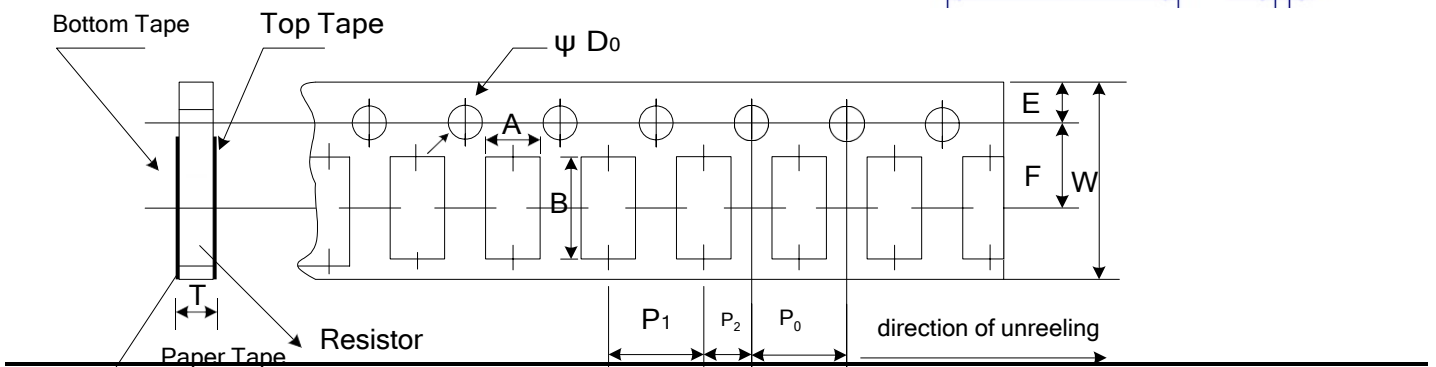 Bottom Tape
Top Tape
ψ D0
E
A
F
W
B
T
P1
P2
P0
direction of unreeling
Resistor
Paper Tape